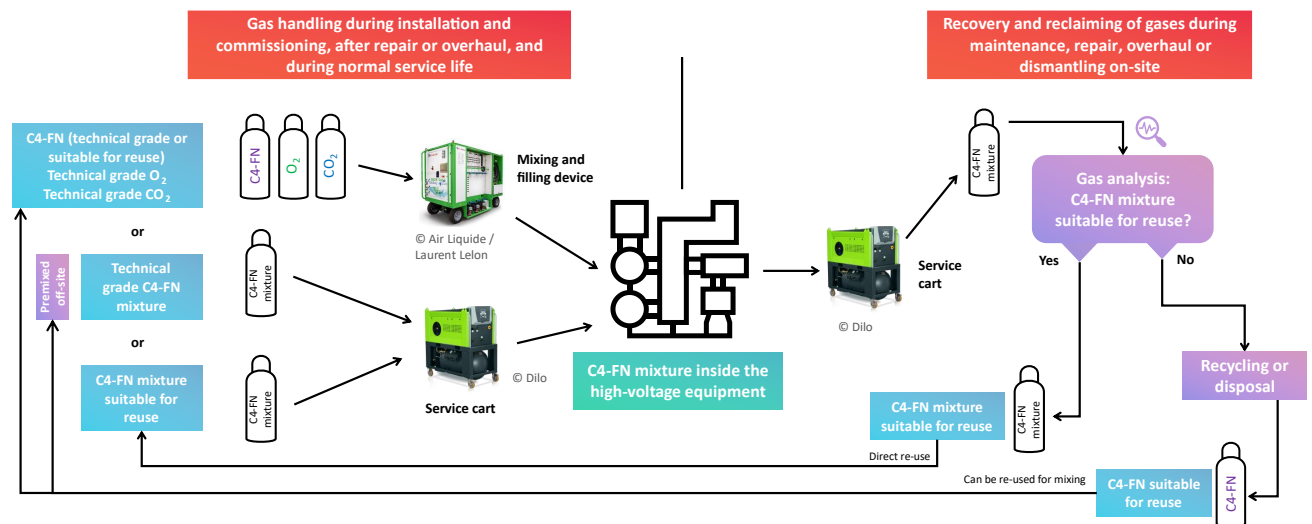 Gas handling during installation and
commissioning, after repair or overhaul, and
during normal service life
Recovery and reclaiming of gases during
maintenance, repair, overhaul or
dismantling on-site
C4-FN (technical grade or
suitable for reuse)
Technical grade O₂
Technical grade CO₂
or
Premixed
off-site
Technical
grade C4-FN
mixture
or
C4-FN mixture
suitable for
reuse
C4-FN
O₂
CO₂
C4-FN
mixture
C4-FN
mixture
Mixing and
filling device
© Air Liquide /
Laurent Lelon
© Dilo
Service cart
C4-FN mixture inside the
high-voltage equipment
Service
cart
© Dilo
C4-FN
mixture
Gas analysis:
C4-FN mixture
suitable for reuse?
Yes
No
Recycling or
disposal
C4-FN mixture
suitable for reuse
C4-FN
mixture
Direct re-use
Can be re-used for mixing
C4-FN suitable
for reuse
C4-FN